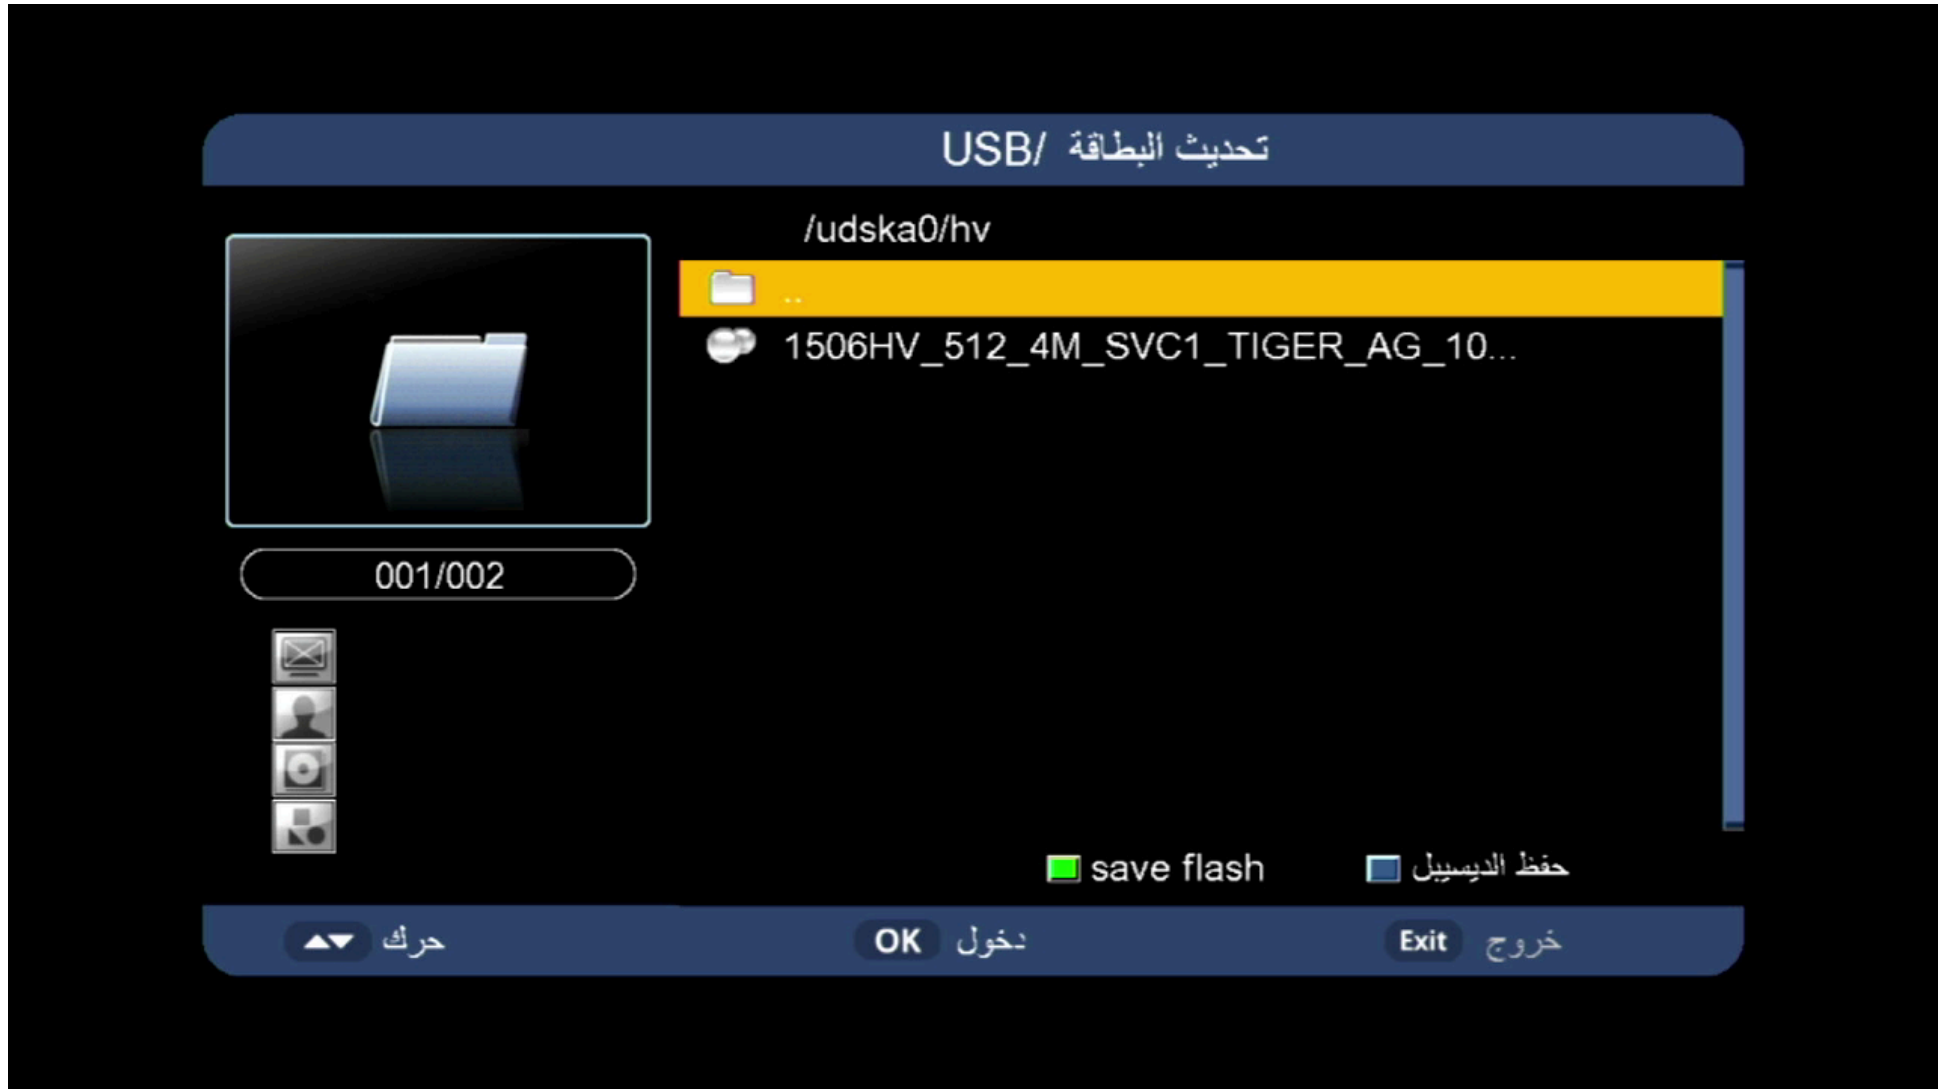 تحديث البطاقة /USB
/udska0/hv
..
1506HV_512_4M_SVC1_TIGER_AG_10...
001/002
save flash
حفظ الديسيبل
حرك
دخول OK
خروج Exit